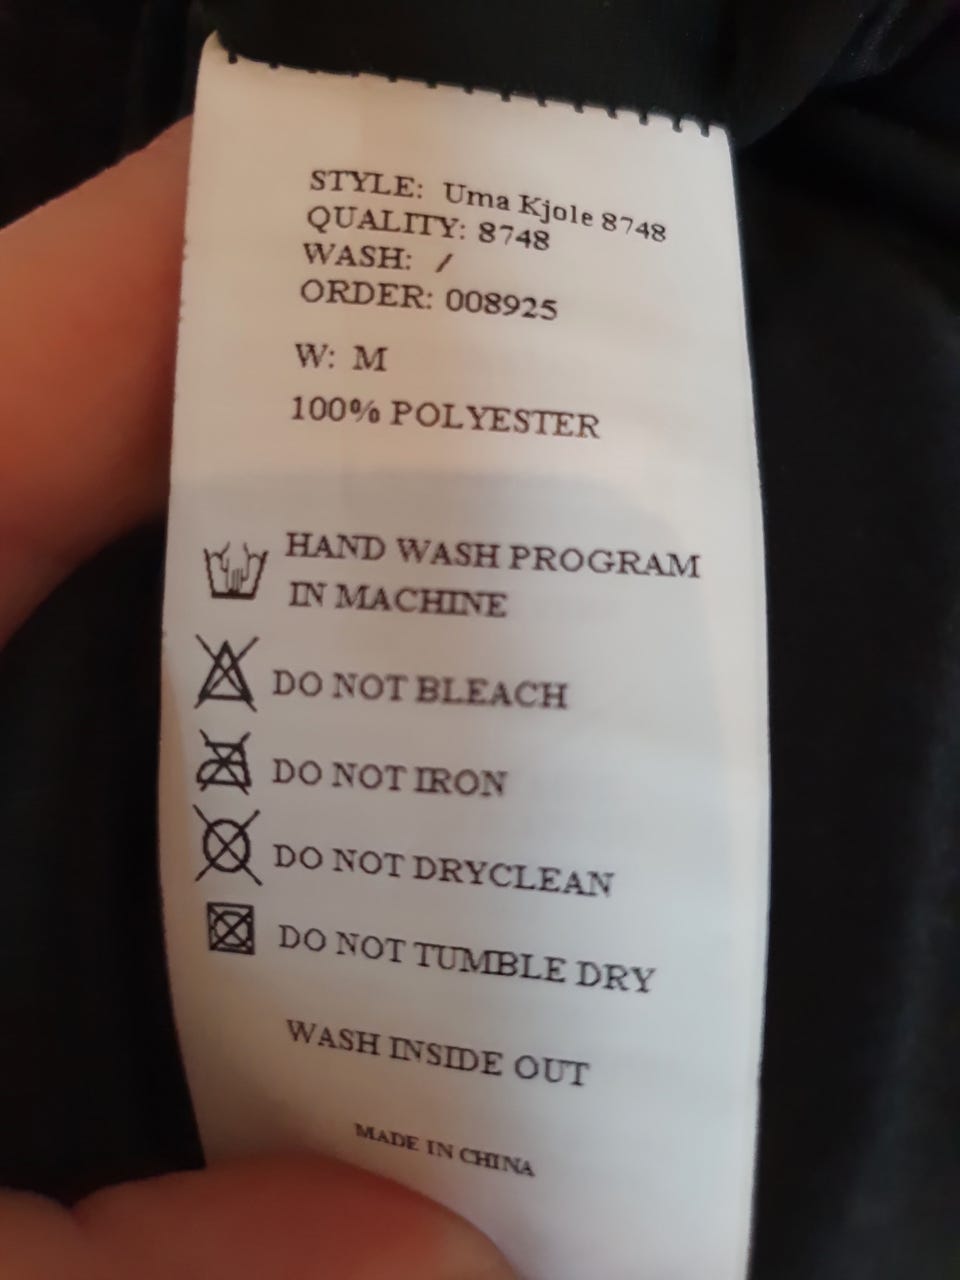 STYLE: Uma Kjole 8748
QUALITY: 8748
WASH: /
ORDER: 008925
W: M
100% POLYESTER
HAND WASH PROGRAM
IN MACHINE
DO NOT BLEACH
DO NOT IRON
DO NOT DRYCLEAN
DO NOT TUMBLE DRY
WASH INSIDE OUT
MADE IN CHINA